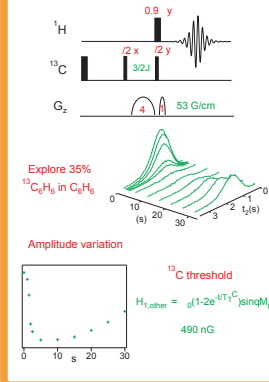 0.9 y
1H
/2 x /2 y
13C
3/2J
Gz
4 1 53 G/cm
Explore 35%
13C6H6 in C6H6
0
10
20
30
(s)
3 2 1 0
t2(s)
Amplitude variation
13C threshold
H1,other = 0(1-2e-t/T1C)sinqM
490 nG
0 10 20 30
s